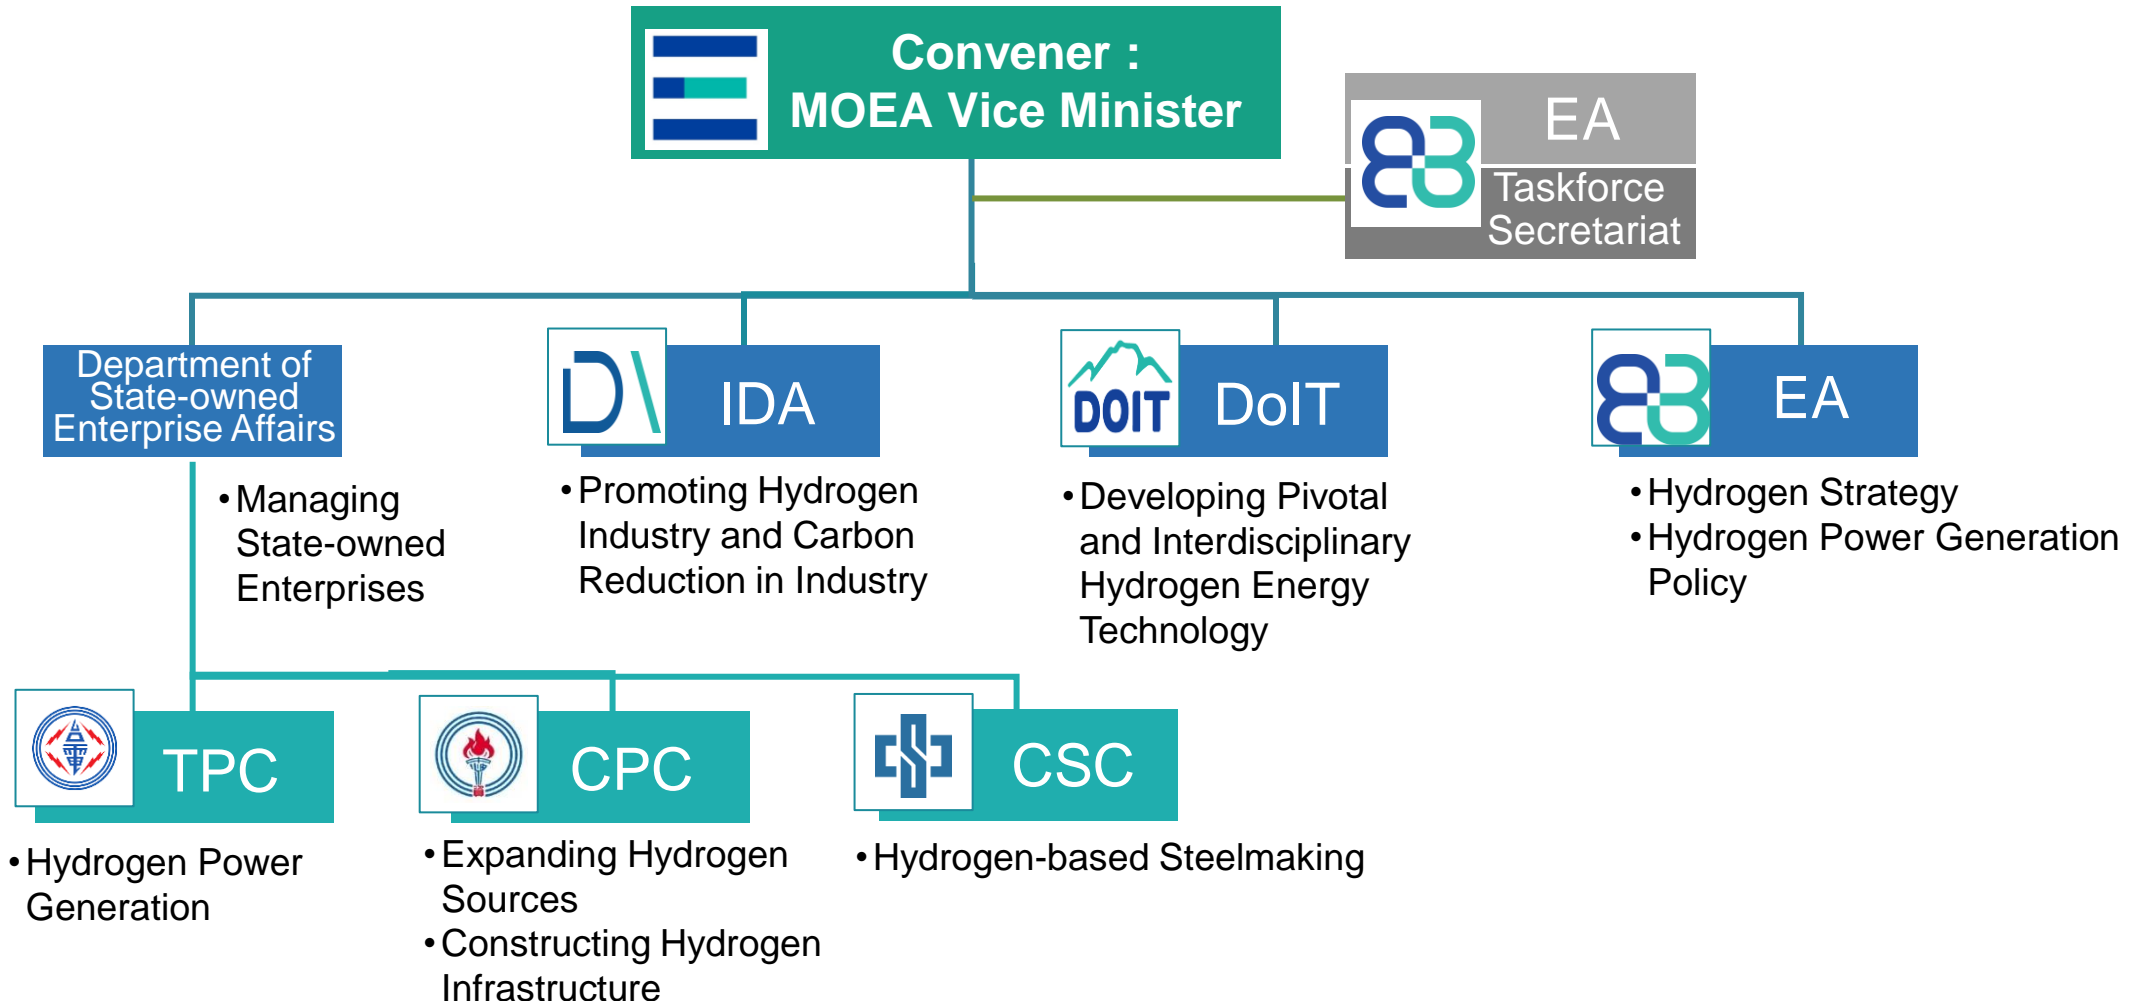 Convener :
MOEA Vice Minister
EA
Taskforce
Secretariat
Department of
State-owned
Enterprise Affairs
IDA
DOIT
DoIT
EA
•Managing
State-owned
Enterprises
•Promoting Hydrogen
Industry and Carbon
Reduction in Industry
•Developing Pivotal
and Interdisciplinary
Hydrogen Energy
Technology
•Hydrogen Strategy
•Hydrogen Power Generation
Policy
TPC
CPC
CSC
•Hydrogen Power
Generation
•Expanding Hydrogen
Sources
•Constructing Hydrogen
Infrastructure
•Hydrogen-based Steelmaking